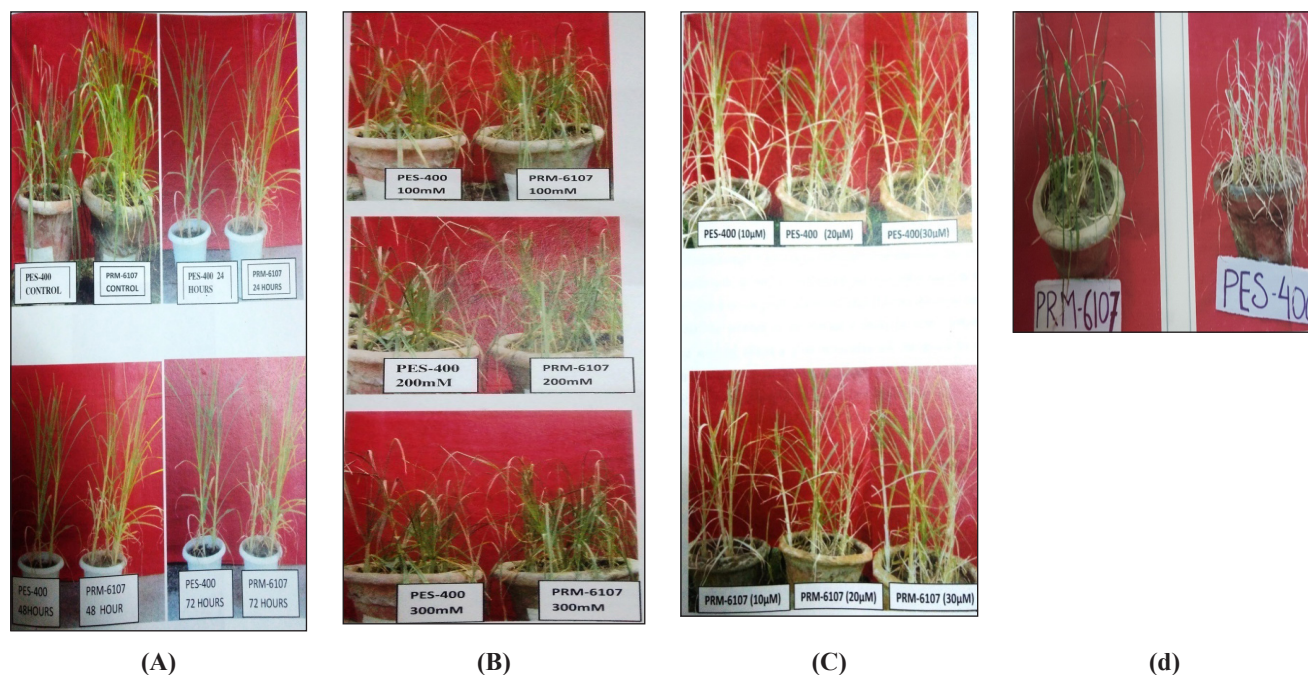 PES-400
CONTROL
PRM-6107
CONTROL
PES-400 24
HOURS
PRM-6107
24 HOURS
PES-400
48HOURS
PRM-6107
48 HOUR
PES-400
72 HOURS
PRM-6107
72 HOURS
(A)
PES-400
100mM
PRM-6107
100mM
PES-400
200mM
PRM-6107
200mM
PES-400
300mM
PRM-6107
300mM
(B)
PES-400 (10µM)
PES-400 (20µM)
PES-400(30µM)
PRM-6107 (10µM)
PRM-6107 (20µM)
PRM-6107 (30µM)
(C)
PRM-6107
PES-400
(d)